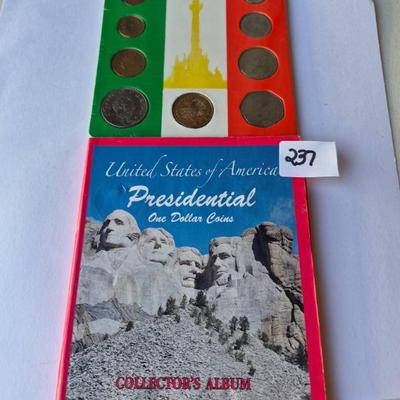 237
United States of America
Presidential
One Dollar Coins
COLLECTOR'S ALBUM